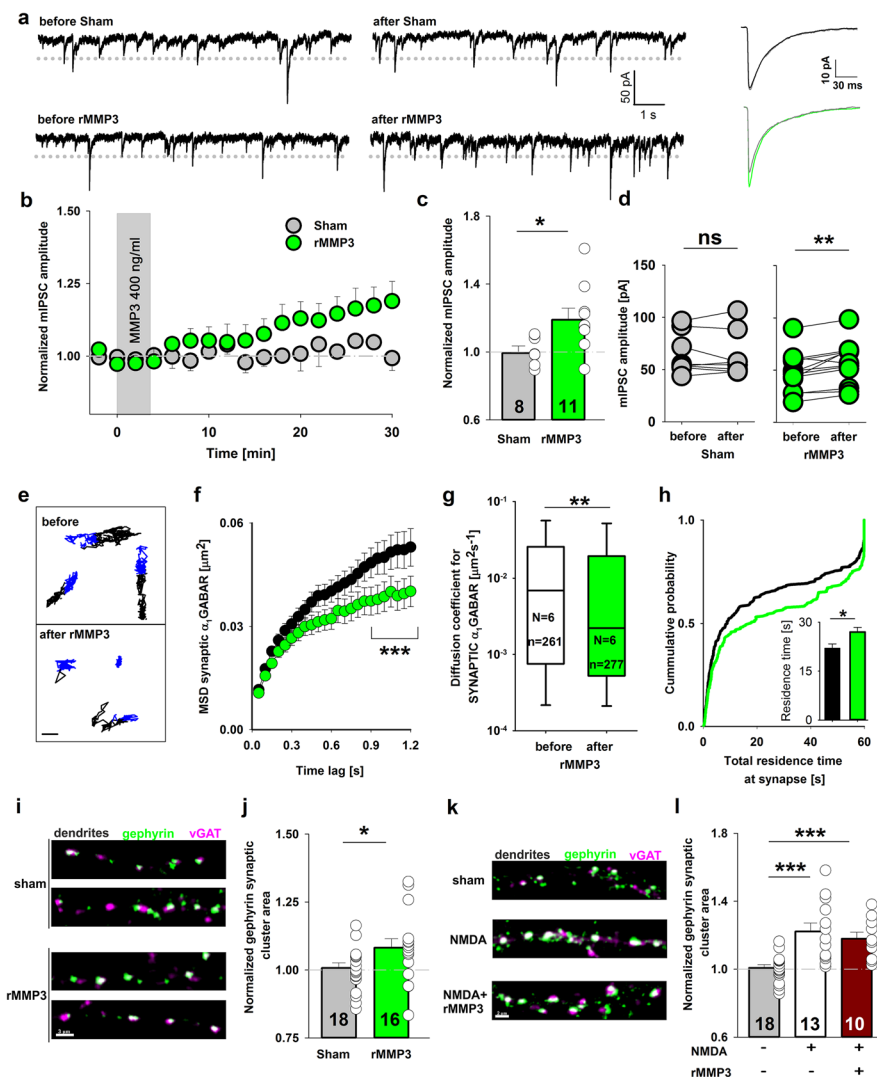 a
before Sham
after Sham
10 pA
30 ms
50 pA
1 s
before rMMP3
after rMMP3
b
1.50
1.25
1.00
Normalized mIPSC amplitude
MMP3 400 ng/ml
Sham
rMMP3
0 10 20 30
Time [min]
c
1.8
1.4
1.0
0.6
Normalized mIPSC amplitude
*
8
11
Sham rMMP3
d
150
100
50
0
mIPSC amplitude [pA]
ns
**
before after
Sham
before after
rMMP3
e
before
after rMMP3
f
0.06
0.03
0.00
MSD synaptic α1 GABAR [µm2]
***
0.0 0.3 0.6 0.9 1.2
Time lag [s]
g
10-1
10-2
10-3
10-4
Diffusion coefficient for
SYNAPTIC α1 GABAR [µm2s-1]
**
N=6
n=261
N=6
n=277
before after
rMMP3
h
1.0
0.5
0.0
Cummulative probability
30
15
0
Residence time [s]
*
0 20 40 60
Total residence time
at synapse [s]
i
dendrites gephyrin vGAT
sham
rMMP3
3 µm
j
1.50
1.25
1.00
0.75
Normalized gephyrin synaptic
cluster area
*
18
16
Sham rMMP3
k
dendrites gephyrin vGAT
sham
NMDA
NMDA+
rMMP3
3 µm
l
1.8
1.4
1.0
0.6
Normalized gephyrin synaptic
cluster area
***
***
18
13
10
NMDA - + +
rMMP3 - - +